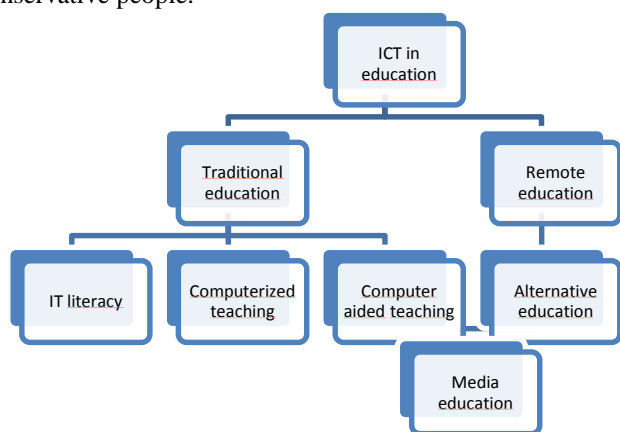 nservative people.
ICT in
education
Traditional
education
Remote
education
IT literacy
Computerized
teaching
Computer
aided teaching
Alternative
education
Media
education